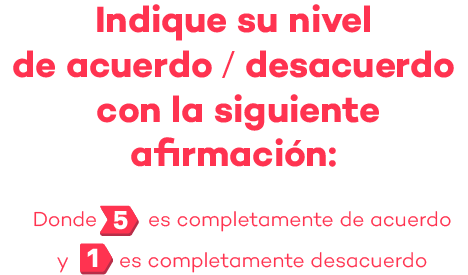 Indique su nivel
de acuerdo / desacuerdo
con la siguiente
afirmación:
Donde 5 es completamente de acuerdo
y 1 es completamente desacuerdo